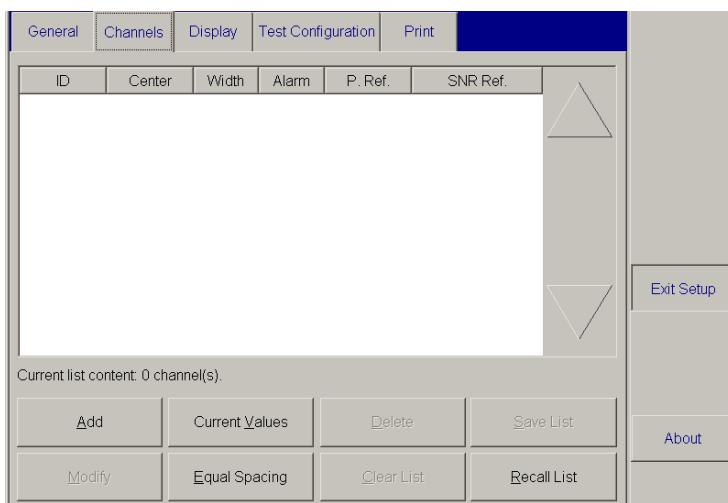 General Channels Display Test Configuration Print
ID Center Width Alarm P. Ref. SNR Ref.
Exit Setup
Current list content: 0 channel(s).
Add Current Values Delete Save List
About
Modify Equal Spacing Clear List Recall List